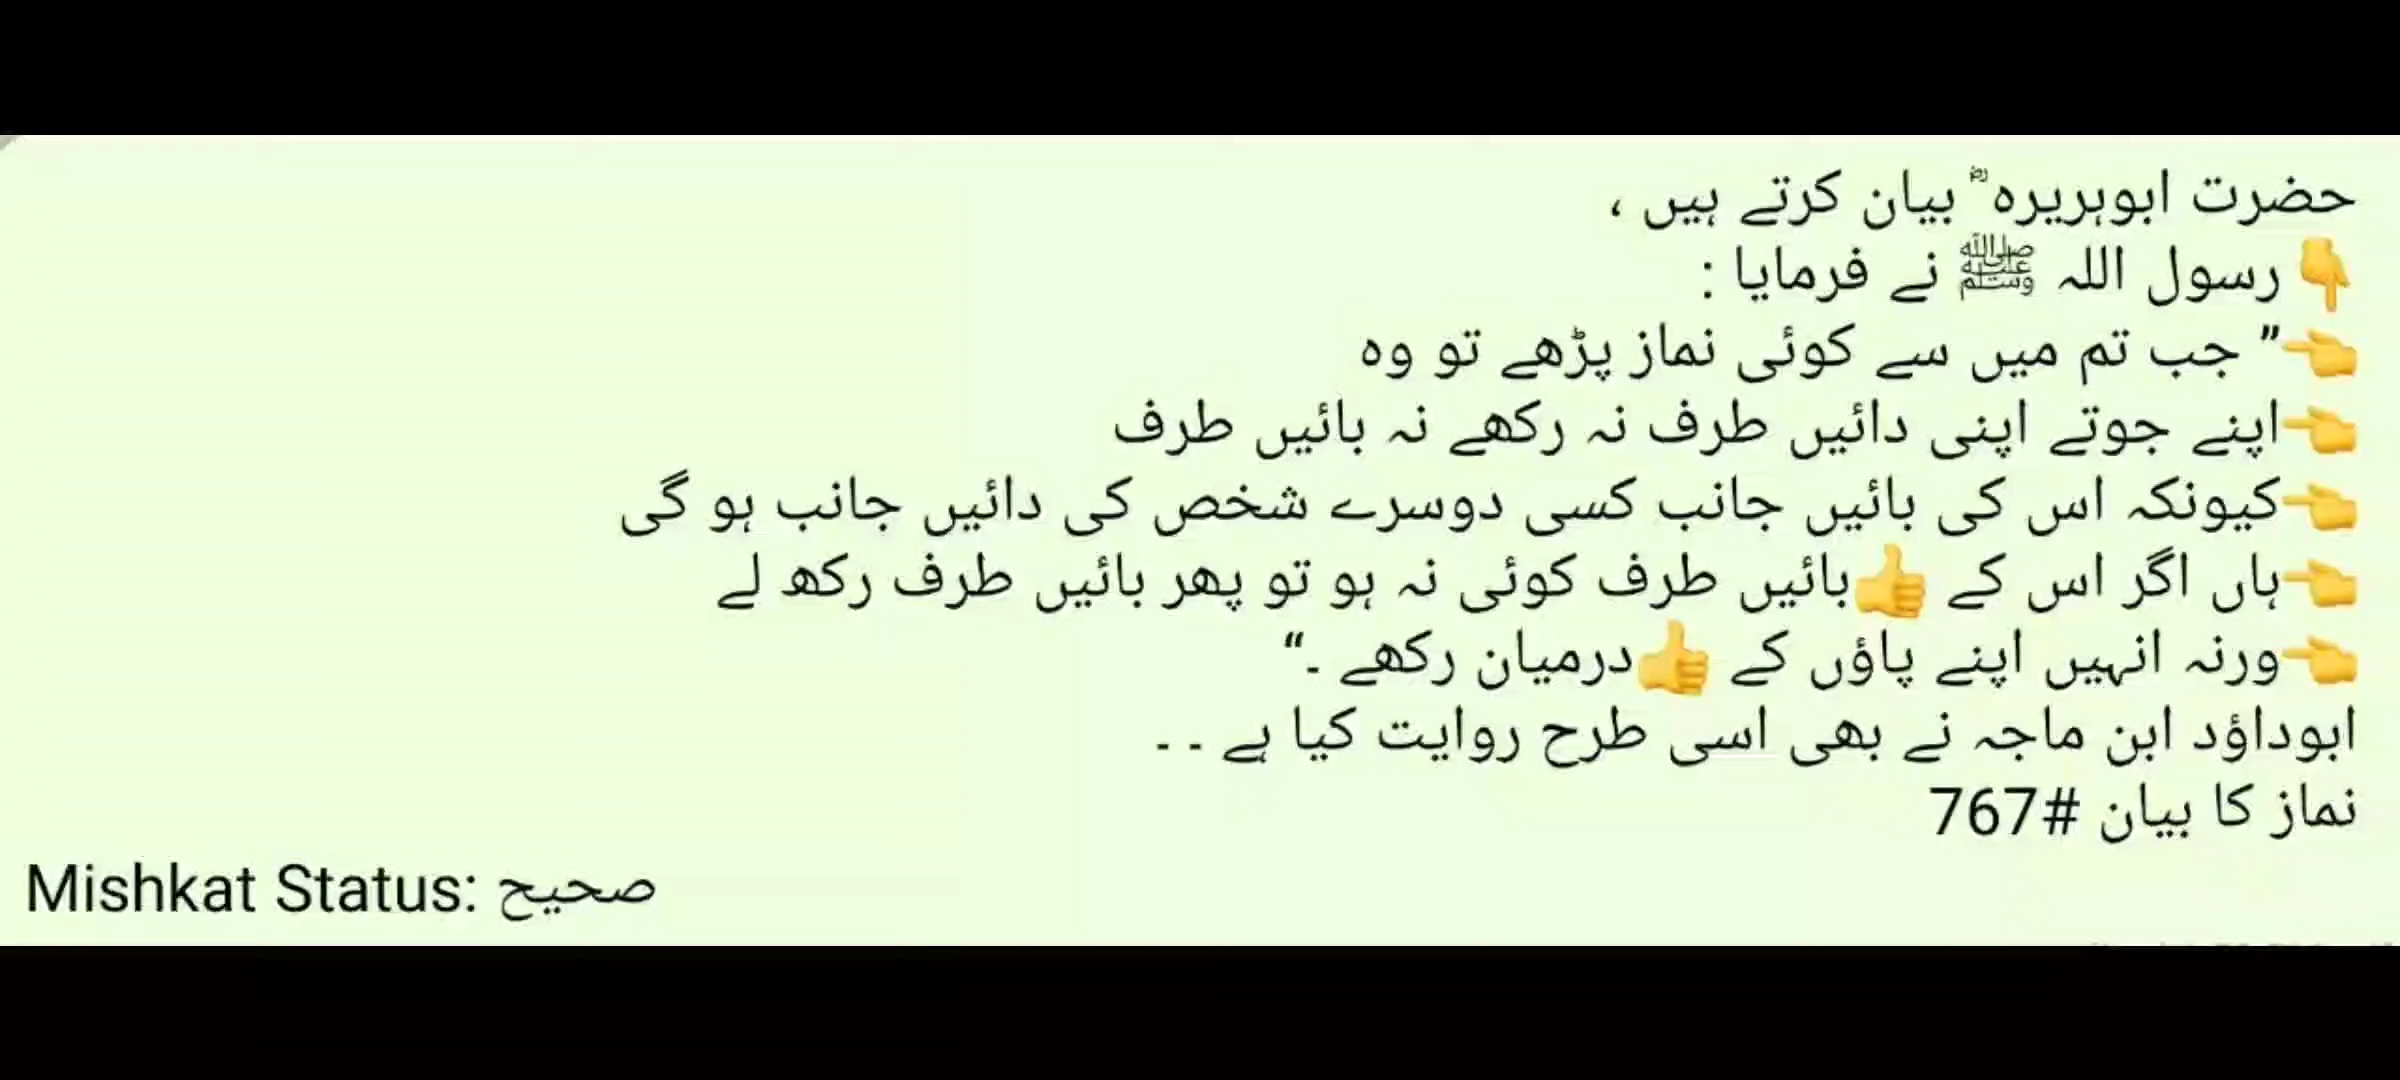 حضرت ابوہریرہ ؓ بیان کرتے ہیں ،
👇رسول اللہ ﷺ نے فرمایا :
👈” جب تم میں سے کوئی نماز پڑھے تو وہ
👈اپنے جوتے اپنی دائیں طرف نہ رکھے نہ بائیں طرف
👈کیونکہ اس کی بائیں جانب کسی دوسرے شخص کی دائیں جانب ہو گی
👈ہاں اگر اس کے 👍بائیں طرف کوئی نہ ہو تو پھر بائیں طرف رکھ لے
👈ورنہ انہیں اپنے پاؤں کے 👍درمیان رکھے ۔“
ابوداؤد ابن ماجہ نے بھی اسی طرح روایت کیا ہے ۔ ۔
نماز کا بیان #767
Mishkat Status: صحیح